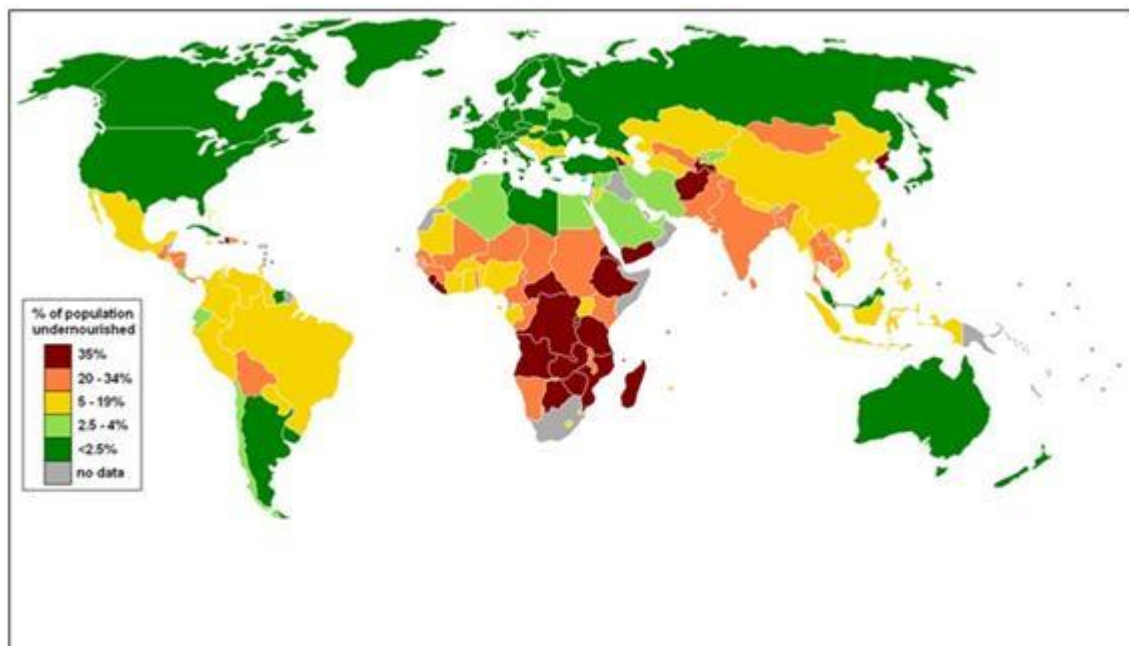 % of population
undernourished
35%
20 - 34%
5 - 19%
2.5 - 4%
<2.5%
no data